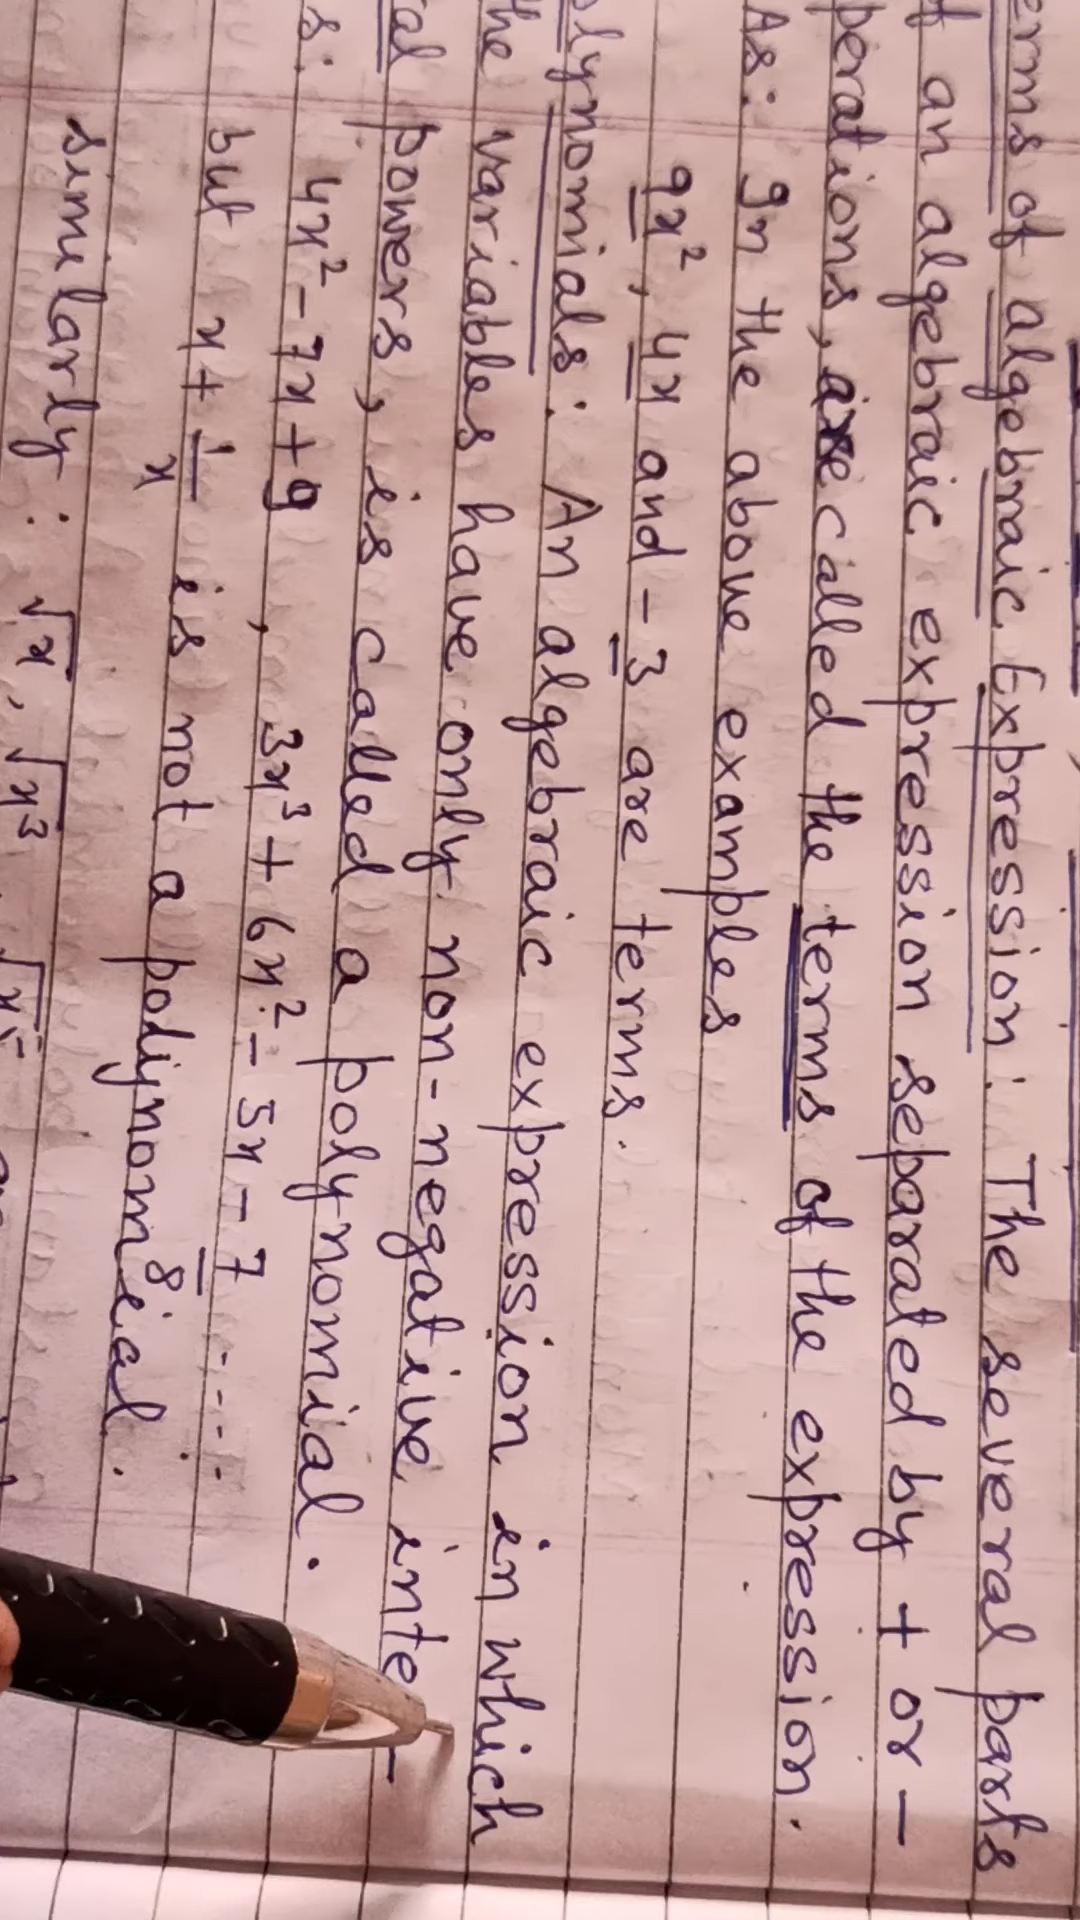 erms of algebraic Expression : The several parts
f an algebraic expression separated by + or -
perations, are called the terms of the expression.
As : In the above examples
9x², 4x and -3 are terms.
olynomials : An algebraic expression in which
the variables have only non-negative inte-
ral powers, is called a polynomial.
s: 4x² - 7x + 9 , 3x³ + 6x² - 5x - 7 ....
but x + 1/x is not a polynomial.
similarly : √x , √x³